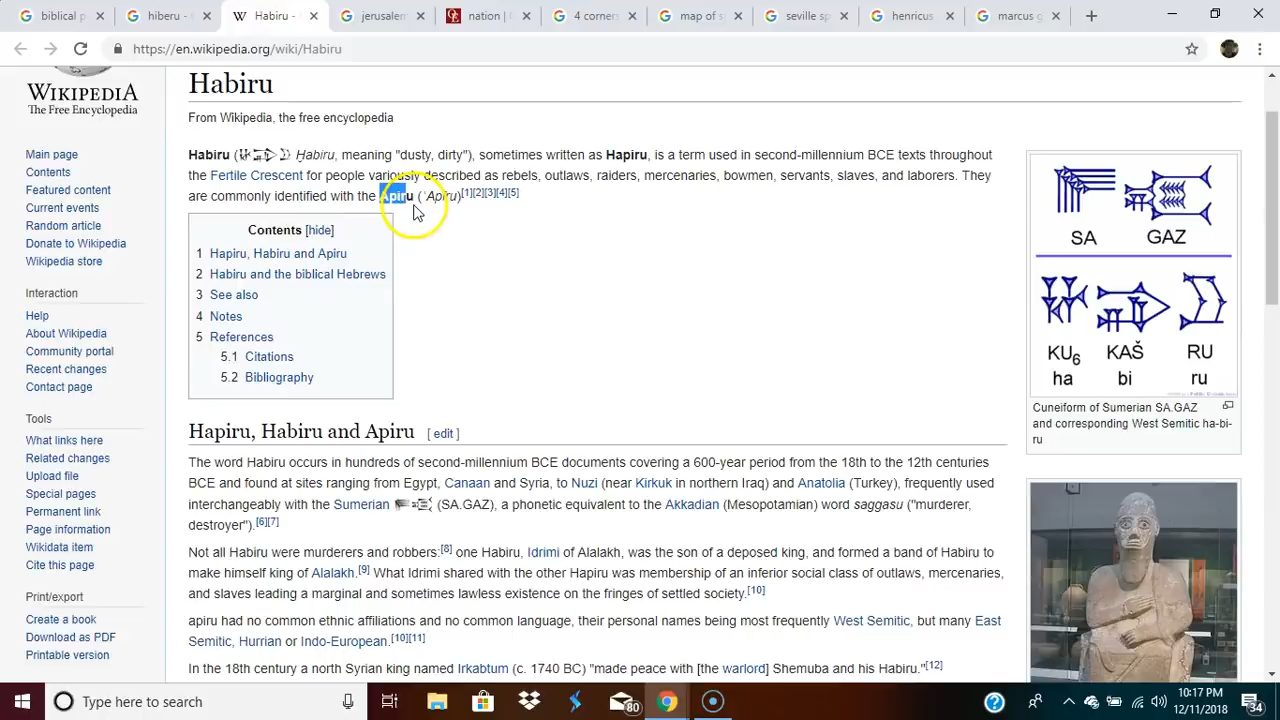 biblical p
hiberu -
Habiru -
jerusalem
nation |
4 corners
map of s
seville sp
henricus
marcus g
https://en.wikipedia.org/wiki/Habiru
WIKIPEDIA
The Free Encyclopedia
Main page
Contents
Featured content
Current events
Random article
Donate to Wikipedia
Wikipedia store
Interaction
Help
About Wikipedia
Community portal
Recent changes
Contact page
Tools
What links here
Related changes
Upload file
Special pages
Permanent link
Page information
Wikidata item
Cite this page
Print/export
Create a book
Download as PDF
Printable version
Habiru
From Wikipedia, the free encyclopedia
Habiru ( Ḫabiru, meaning "dusty, dirty"), sometimes written as Hapiru, is a term used in second-millennium BCE texts throughout
the Fertile Crescent for people variously described as rebels, outlaws, raiders, mercenaries, bowmen, servants, slaves, and laborers. They
are commonly identified with the Apiru (ʿApiru)[1][2][3][4][5]
Contents [hide]
1 Hapiru, Habiru and Apiru
2 Habiru and the biblical Hebrews
3 See also
4 Notes
5 References
5.1 Citations
5.2 Bibliography
Hapiru, Habiru and Apiru [ edit ]
The word Habiru occurs in hundreds of second-millennium BCE documents covering a 600-year period from the 18th to the 12th centuries
BCE and found at sites ranging from Egypt, Canaan and Syria, to Nuzi (near Kirkuk in northern Iraq) and Anatolia (Turkey), frequently used
interchangeably with the Sumerian (SA.GAZ), a phonetic equivalent to the Akkadian (Mesopotamian) word saggasu ("murderer,
destroyer").[6][7]
Not all Habiru were murderers and robbers:[8] one Habiru, Idrimi of Alalakh, was the son of a deposed king, and formed a band of Habiru to
make himself king of Alalakh.[9] What Idrimi shared with the other Hapiru was membership of an inferior social class of outlaws, mercenaries,
and slaves leading a marginal and sometimes lawless existence on the fringes of settled society.[10]
apiru had no common ethnic affiliations and no common language, their personal names being most frequently West Semitic, but many East
Semitic, Hurrian or Indo-European.[10][11]
In the 18th century a north Syrian king named Irkabtum (c. 1740 BC) "made peace with [the warlord] Shemuba and his Habiru."[12]
SA GAZ
KU6 KAŠ RU
ha bi ru
Cuneiform of Sumerian SA.GAZ
and corresponding West Semitic ha-bi-
ru
Type here to search
80
10:17 PM
12/11/2018
34